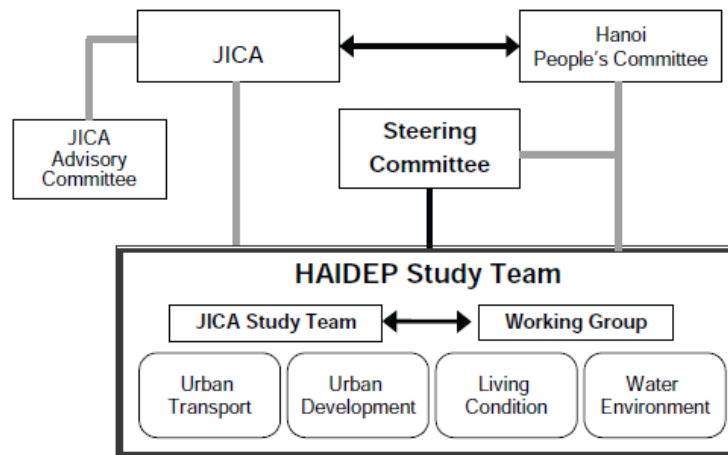 JICA
Hanoi
People's Committee
JICA
Advisory
Committee
Steering
Committee
HAIDEP Study Team
JICA Study Team
Working Group
Urban
Transport
Urban
Development
Living
Condition
Water
Environment